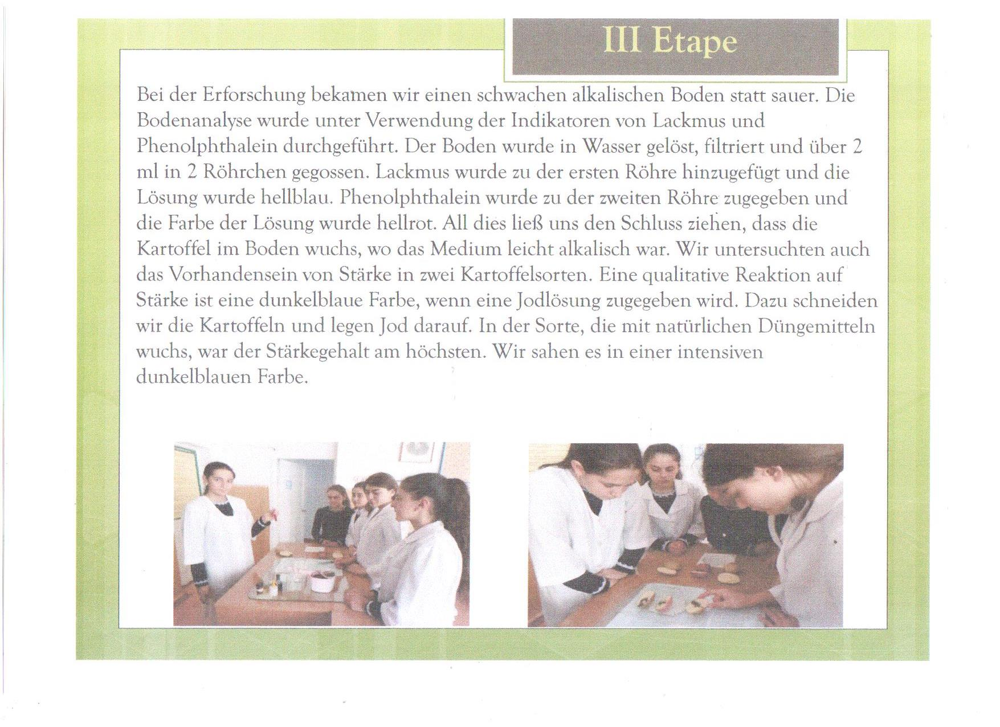 III Etape
Bei der Erforschung bekamen wir einen schwachen alkalischen Boden statt sauer. Die
Bodenanalyse wurde unter Verwendung der Indikatoren von Lackmus und
Phenolphthalein durchgeführt. Der Boden wurde in Wasser gelöst, filtriert und über 2
ml in 2 Röhrchen gegossen. Lackmus wurde zu der ersten Röhre hinzugefügt und die
Lösung wurde hellblau. Phenolphthalein wurde zu der zweiten Röhre zugegeben und
die Farbe der Lösung wurde hellrot. All dies ließ uns den Schluss ziehen, dass die
Kartoffel im Boden wuchs, wo das Medium leicht alkalisch war. Wir untersuchten auch
das Vorhandensein von Stärke in zwei Kartoffelsorten. Eine qualitative Reaktion auf
Stärke ist eine dunkelblaue Farbe, wenn eine Jodlösung zugegeben wird. Dazu schneiden
wir die Kartoffeln und legen Jod darauf. In der Sorte, die mit natürlichen Düngemitteln
wuchs, war der Stärkegehalt am höchsten. Wir sahen es in einer intensiven
dunkelblauen Farbe.